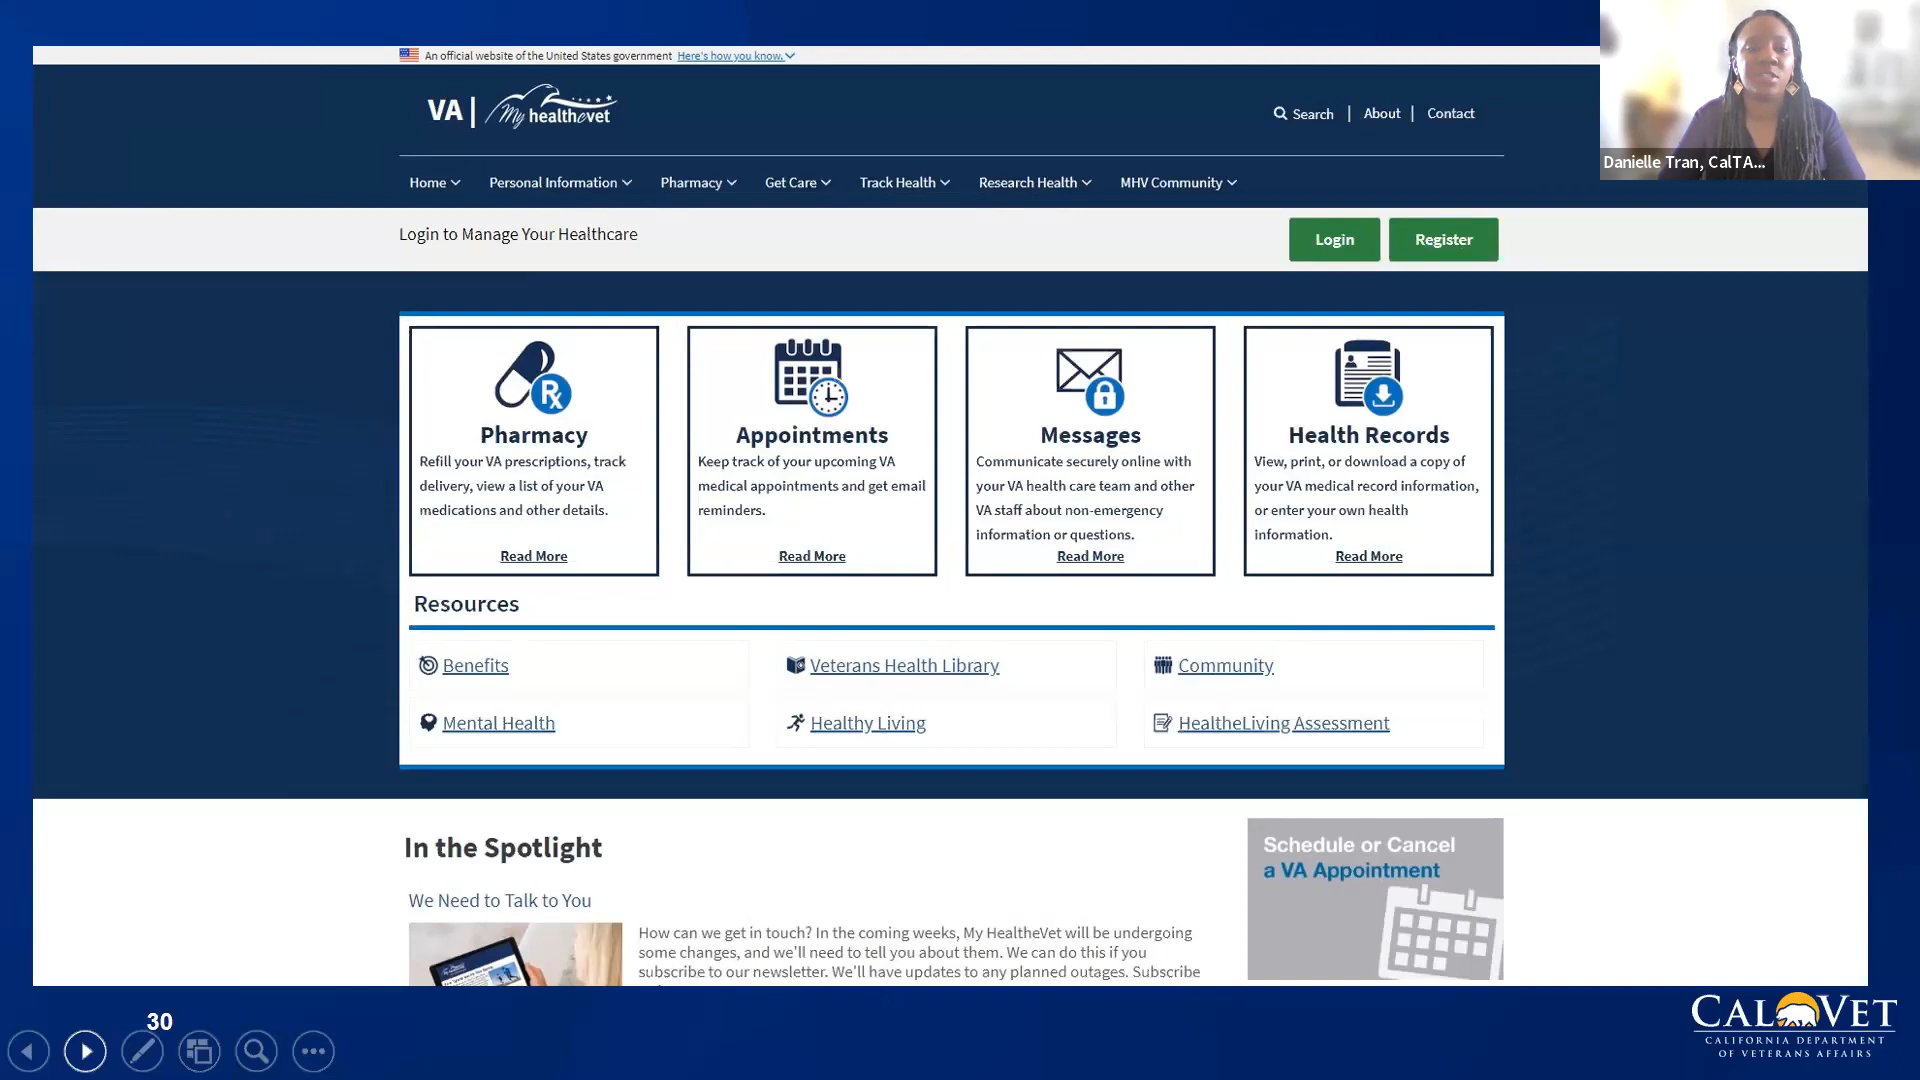 An official website of the United States government Here's how you know.
VA | My healthevet
Search | About | Contact
Danielle Tran, CalTA...
Home Personal Information Pharmacy Get Care Track Health Research Health MHV Community
Login to Manage Your Healthcare
Login Register
Rx
Pharmacy
Refill your VA prescriptions, track
delivery, view a list of your VA
medications and other details.
Read More
Appointments
Keep track of your upcoming VA
medical appointments and get email
reminders.
Read More
Messages
Communicate securely online with
your VA health care team and other
VA staff about non-emergency
information or questions.
Read More
Health Records
View, print, or download a copy of
your VA medical record information,
or enter your own health
information.
Read More
Resources
Benefits Veterans Health Library Community
Mental Health Healthy Living HealtheLiving Assessment
In the Spotlight
We Need to Talk to You
How can we get in touch? In the coming weeks, My HealtheVet will be undergoing
some changes, and we'll need to tell you about them. We can do this if you
subscribe to our newsletter. We'll have updates to any planned outages. Subscribe
Schedule or Cancel
a VA Appointment
30
CALVET
CALIFORNIA DEPARTMENT
OF VETERANS AFFAIRS